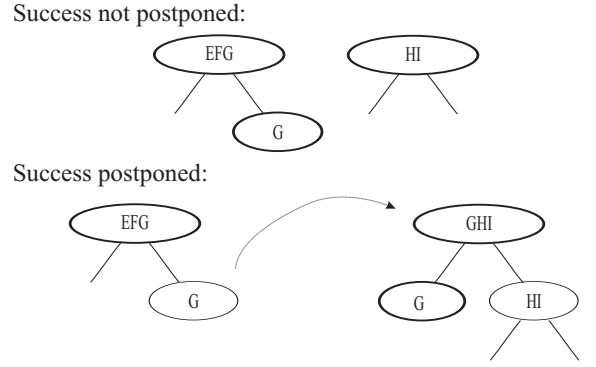 Success not postponed:
EFG HI
G
Success postponed:
EFG GHI
G G HI